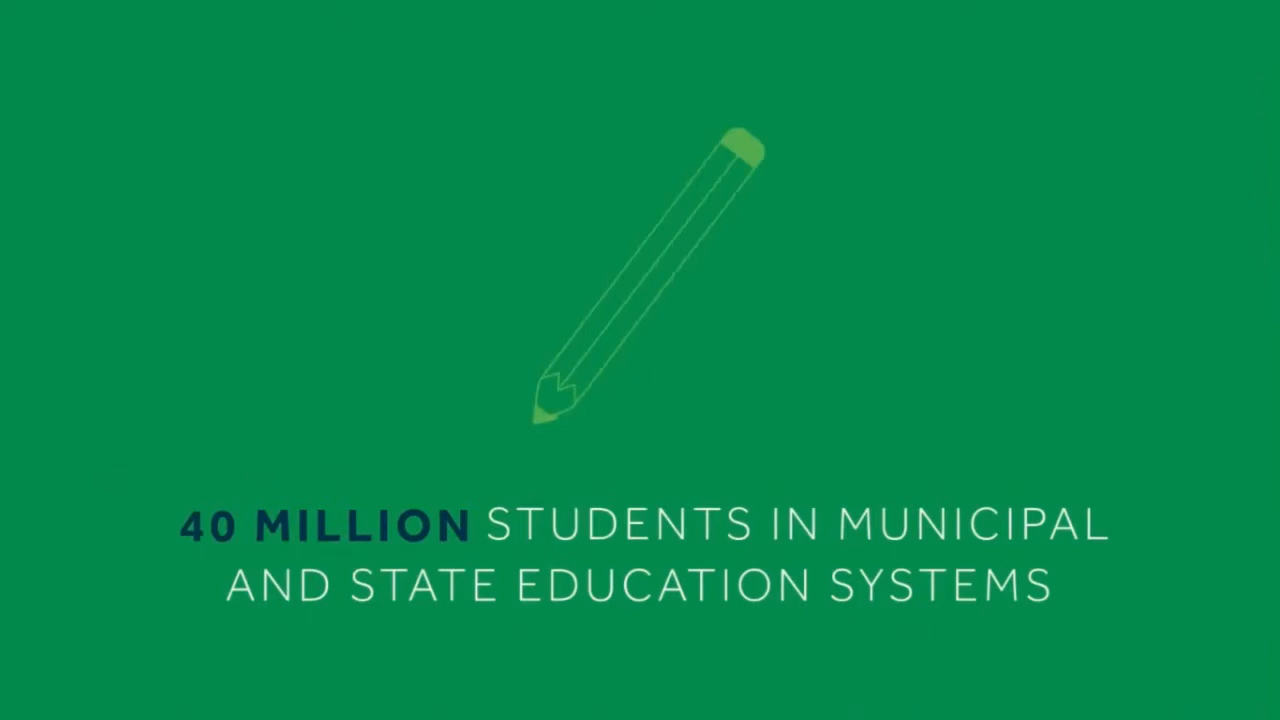 40 MILLION STUDENTS IN MUNICIPAL
AND STATE EDUCATION SYSTEMS